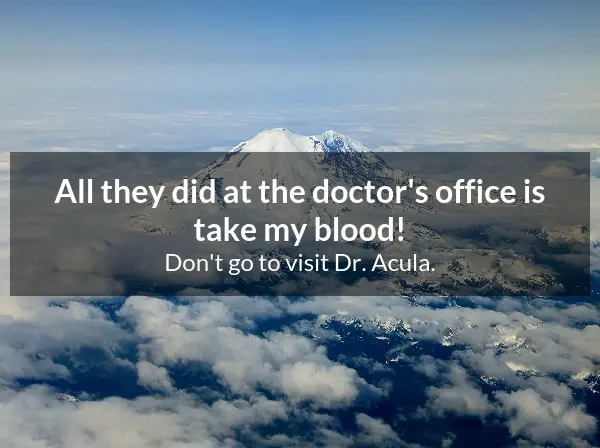 All they did at the doctor's office is
take my blood!
Don't go to visit Dr. Acula.